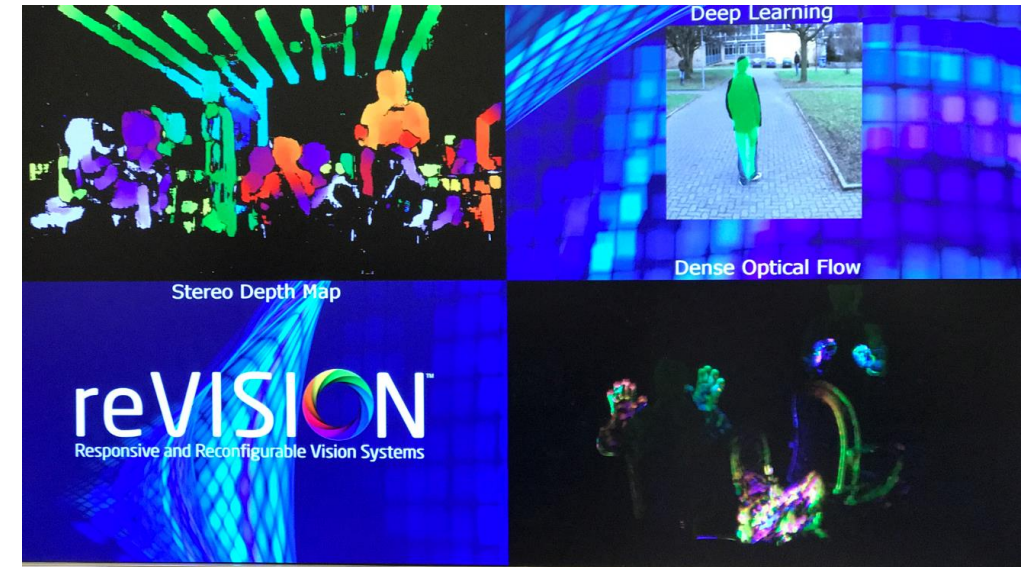 Deep Learning
Dense Optical Flow
Stereo Depth Map
reVISION™
Responsive and Reconfigurable Vision Systems